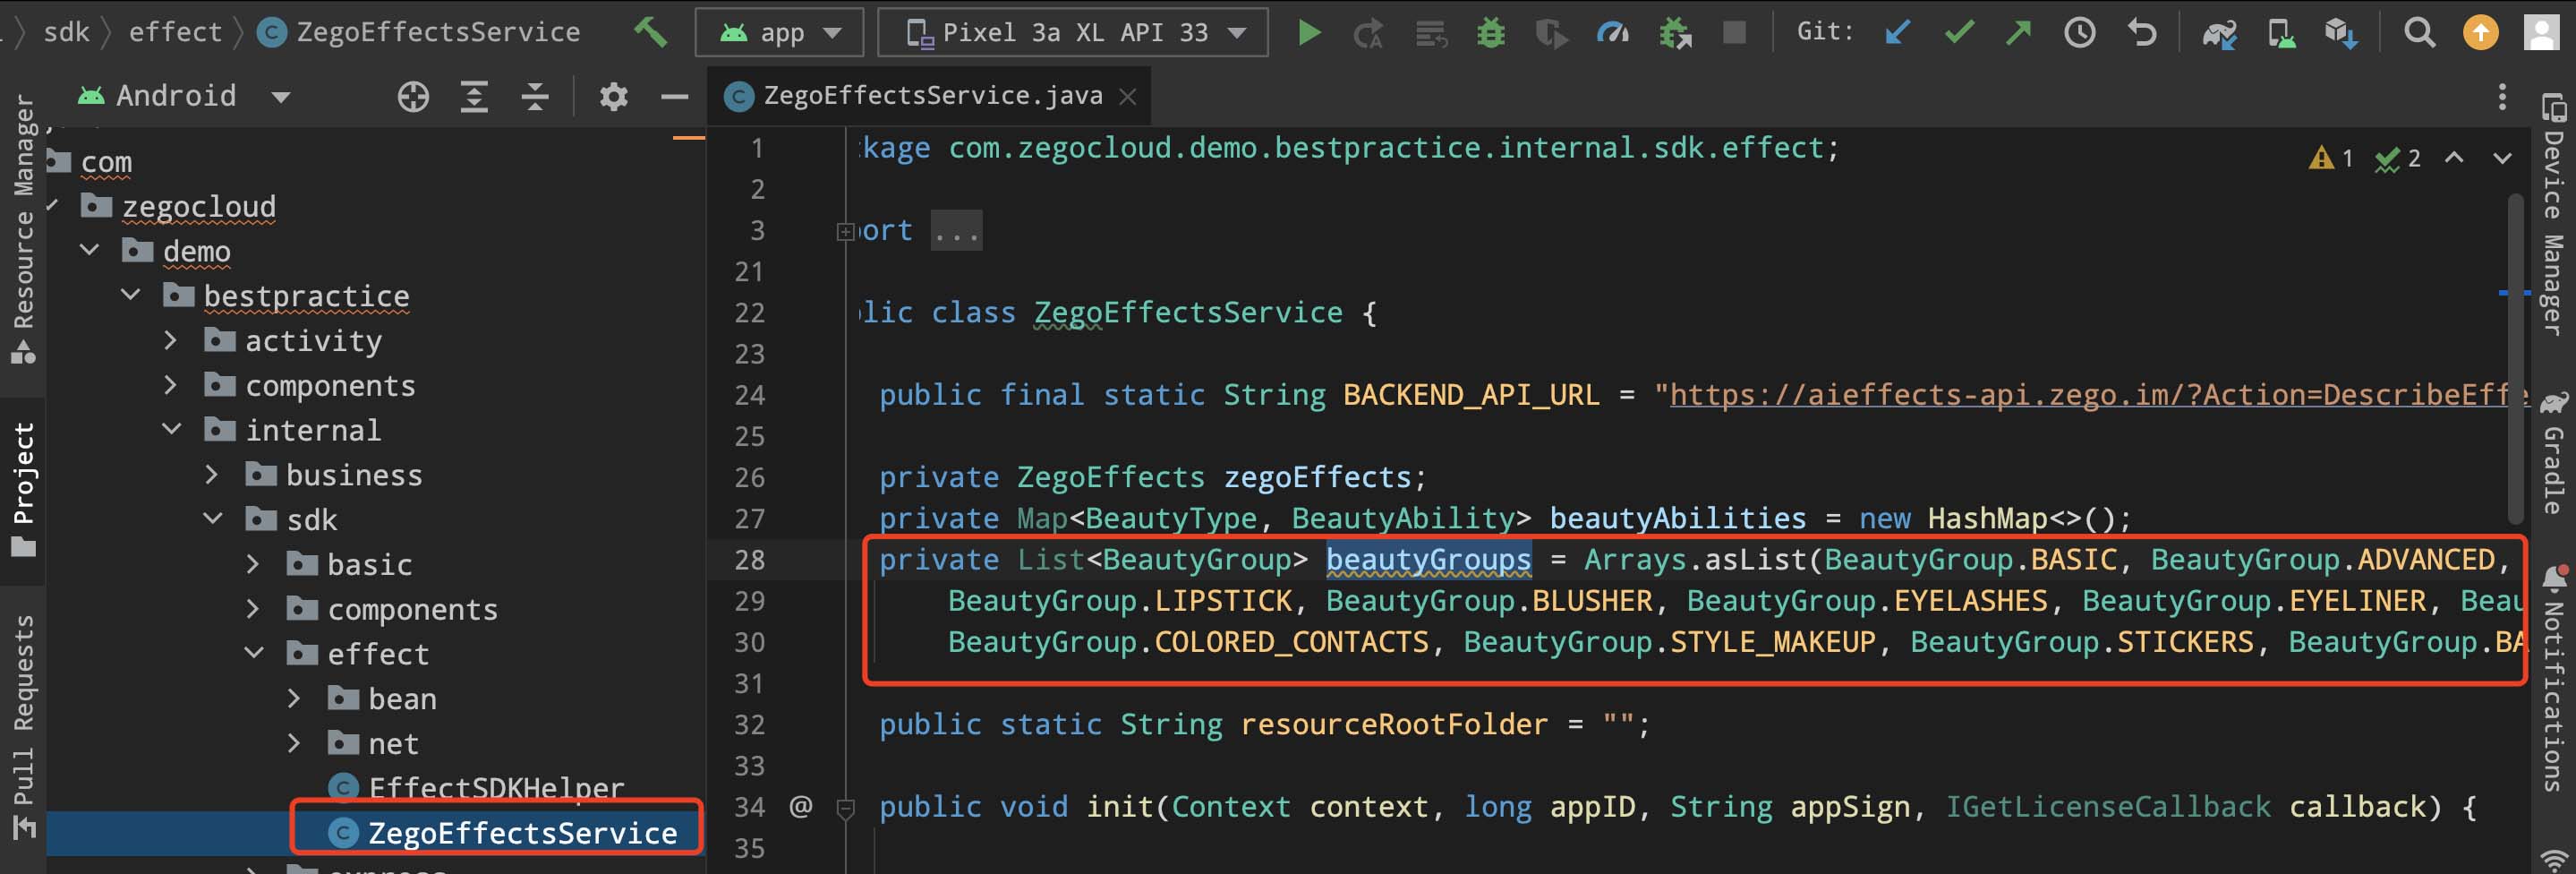 sdk effect ZegoEffectsService app Pixel 3a XL API 33 Git:
Android
ZegoEffectsService.java
Resource Manager
Project
Pull Requests
com
zegocloud
demo
bestpractice
activity
components
internal
business
sdk
basic
components
effect
bean
net
EffectSDKHelper
ZegoEffectsService
1 kage com.zegocloud.demo.bestpractice.internal.sdk.effect;
2
3 ort ...
21
22 lic class ZegoEffectsService {
23
24 public final static String BACKEND_API_URL = "https://aieffects-api.zego.im/?Action=DescribeEffe
25
26 private ZegoEffects zegoEffects;
27 private Map<BeautyType, BeautyAbility> beautyAbilities = new HashMap<>();
28 private List<BeautyGroup> beautyGroups = Arrays.asList(BeautyGroup.BASIC, BeautyGroup.ADVANCED,
29 BeautyGroup.LIPSTICK, BeautyGroup.BLUSHER, BeautyGroup.EYELASHES, BeautyGroup.EYELINER, Beau
30 BeautyGroup.COLORED_CONTACTS, BeautyGroup.STYLE_MAKEUP, BeautyGroup.STICKERS, BeautyGroup.BA
31
32 public static String resourceRootFolder = "";
33
34 @ public void init(Context context, long appID, String appSign, IGetLicenseCallback callback) {
35
1 2
Device Manager
Gradle
Notifications